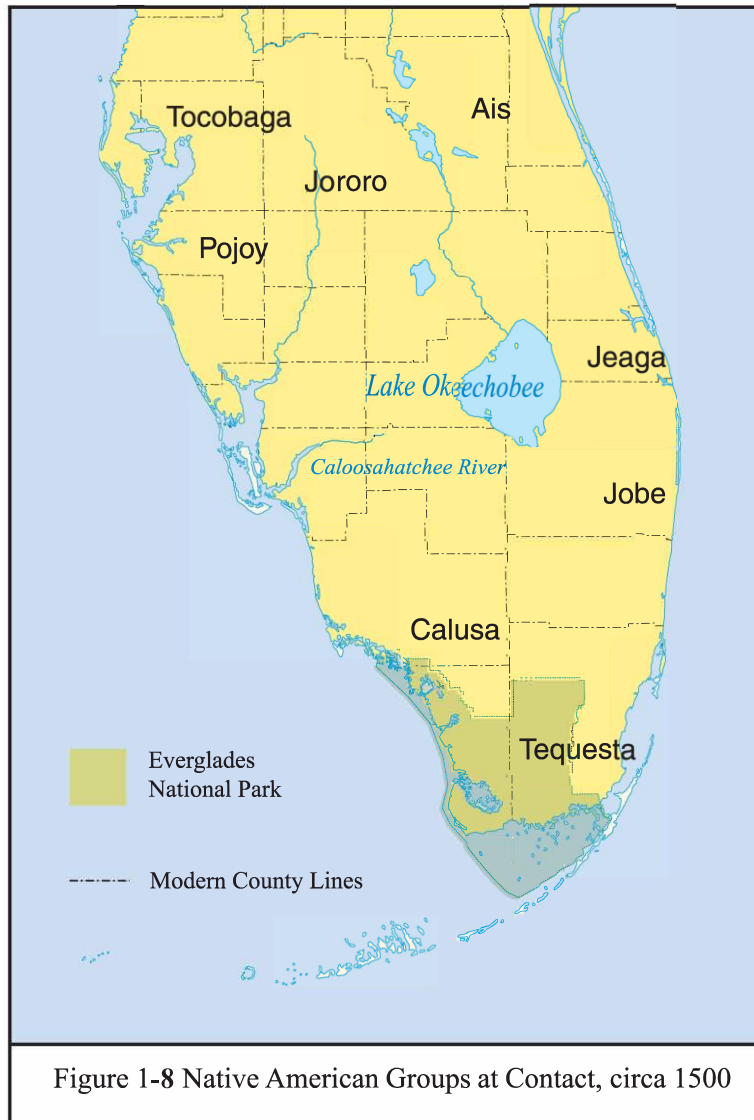 Ais
Tocobaga
Jororo
Pojoy
Jeaga
Lake Okeechobee
Caloosahatchee River
Jobe
Calusa
Tequesta
Everglades
National Park
Modern County Lines
Figure 1-8 Native American Groups at Contact, circa 1500